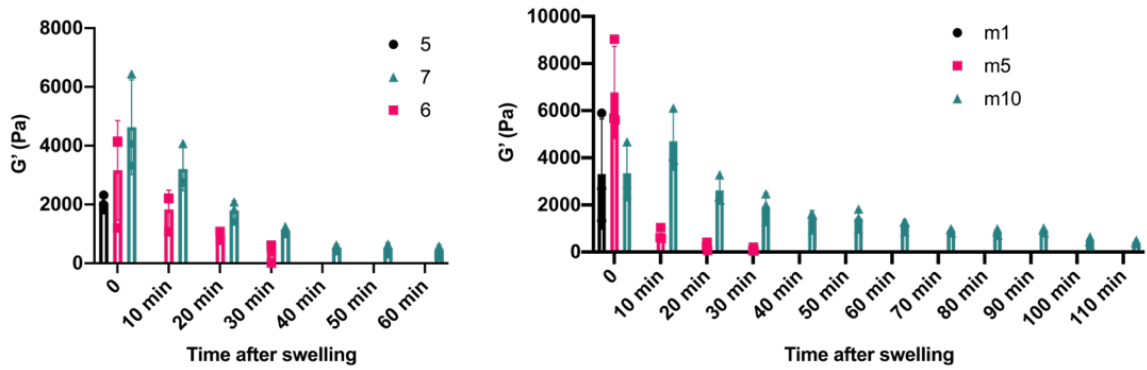 8000
6000
4000
2000
0
G' (Pa)
5
7
6
0
10 min
20 min
30 min
40 min
50 min
60 min
Time after swelling
10000
8000
6000
4000
2000
0
G' (Pa)
m1
m5
m10
0
10 min
20 min
30 min
40 min
50 min
60 min
70 min
80 min
90 min
100 min
110 min
Time after swelling